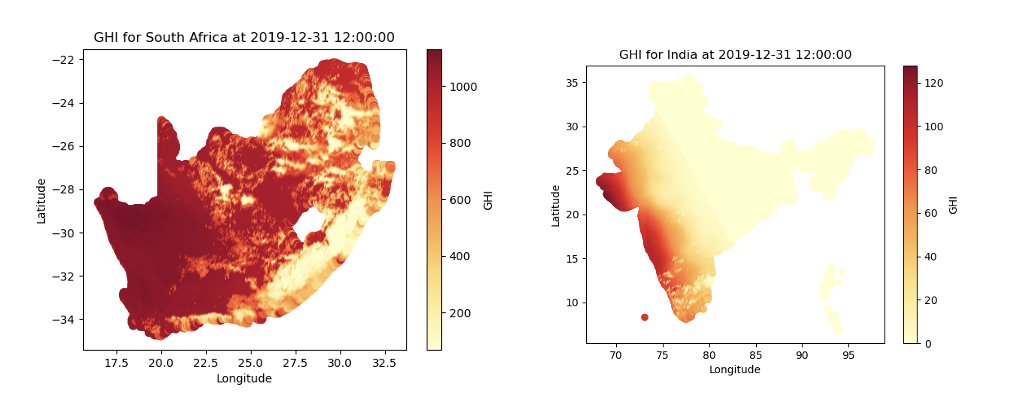 GHI for South Africa at 2019-12-31 12:00:00
−22
−24
−26
−28
−30
−32
−34
Latitude
17.5 20.0 22.5 25.0 27.5 30.0 32.5
Longitude
1000
800
600
400
200
GHI
GHI for India at 2019-12-31 12:00:00
35
30
25
20
15
10
Latitude
70 75 80 85 90 95
Longitude
120
100
80
60
40
20
0
GHI